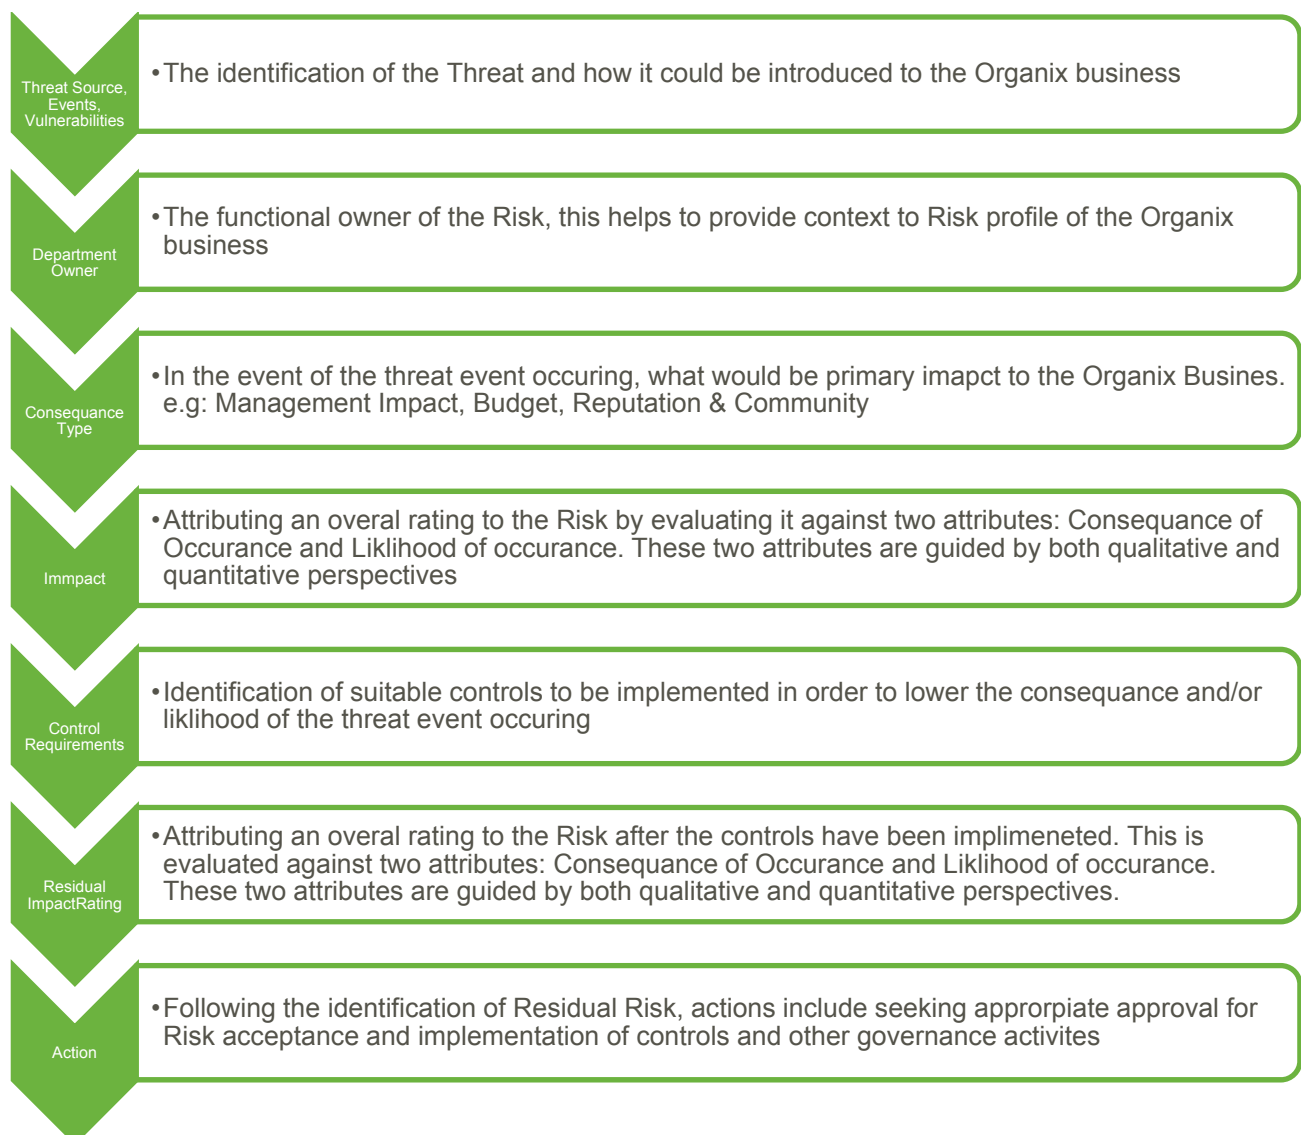 Threat Source,
Events,
Vulnerabilities
•The identification of the Threat and how it could be introduced to the Organix business
Department
Owner
•The functional owner of the Risk, this helps to provide context to Risk profile of the Organix
business
Consequance
Type
•In the event of the threat event occuring, what would be primary imapct to the Organix Busines.
e.g: Management Impact, Budget, Reputation & Community
Immpact
•Attributing an overal rating to the Risk by evaluating it against two attributes: Consequance of
Occurance and Liklihood of occurance. These two attributes are guided by both qualitative and
quantitative perspectives
Control
Requirements
•Identification of suitable controls to be implemented in order to lower the consequance and/or
liklihood of the threat event occuring
Residual
ImpactRating
•Attributing an overal rating to the Risk after the controls have been implimeneted. This is
evaluated against two attributes: Consequance of Occurance and Liklihood of occurance.
These two attributes are guided by both qualitative and quantitative perspectives.
Action
•Following the identification of Residual Risk, actions include seeking approrpiate approval for
Risk acceptance and implementation of controls and other governance activites